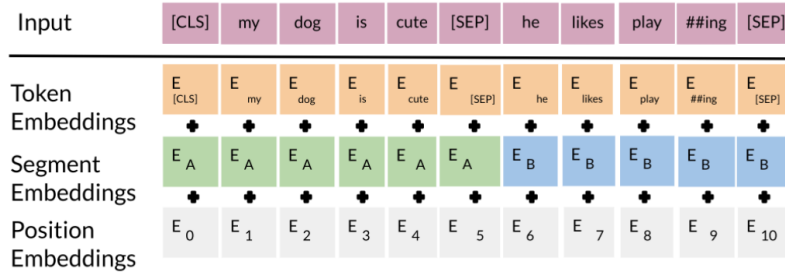 Input [CLS] my dog is cute [SEP] he likes play ##ing [SEP]
Token Embeddings E[CLS] Emy Edog Eis Ecute E[SEP] Ehe Elikes Eplay E##ing E[SEP]
Segment Embeddings EA EA EA EA EA EA EB EB EB EB EB
Position Embeddings E0 E1 E2 E3 E4 E5 E6 E7 E8 E9 E10